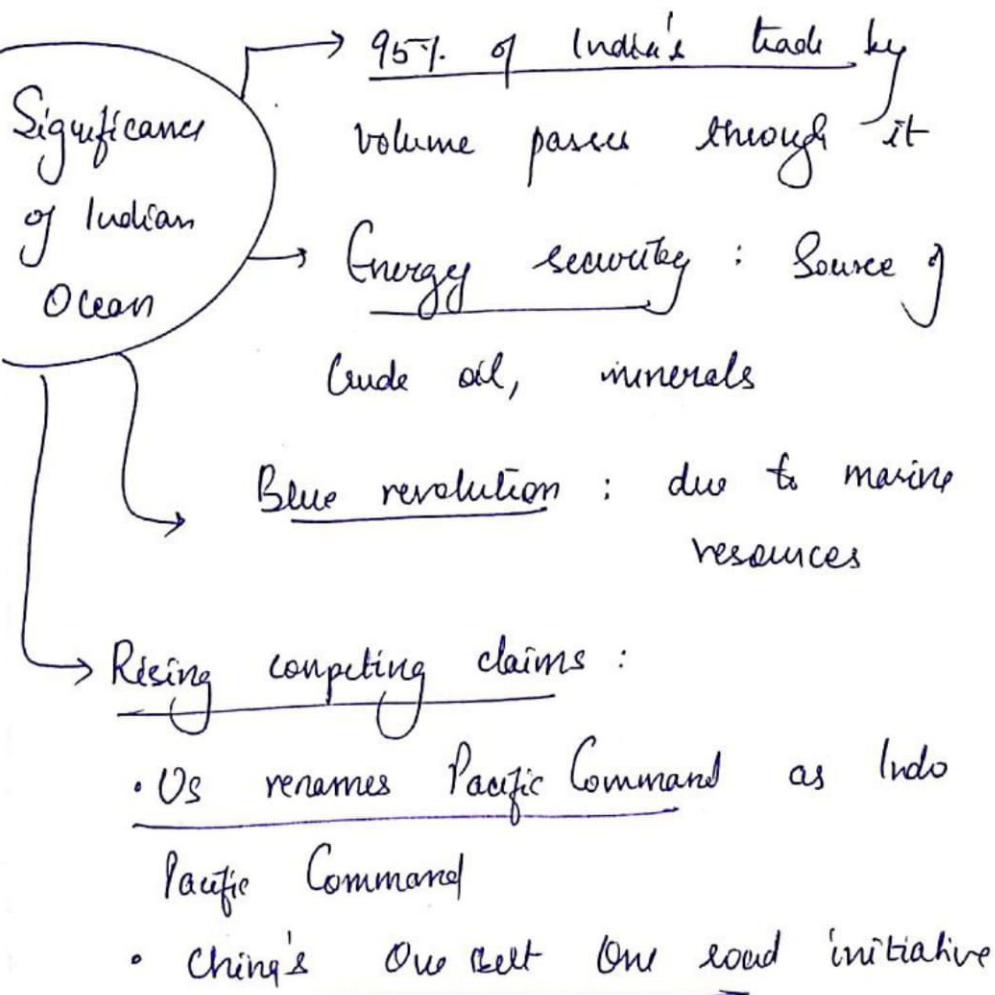 Significance
of Indian
Ocean
95% of India's trade by
volume passes through it
Energy security : Source of
Crude oil, minerals
Blue revolution : due to marine
resources
Rising competing claims :
• US renames Pacific Command as Indo
Pacific Command
• China's One Belt One road initiative